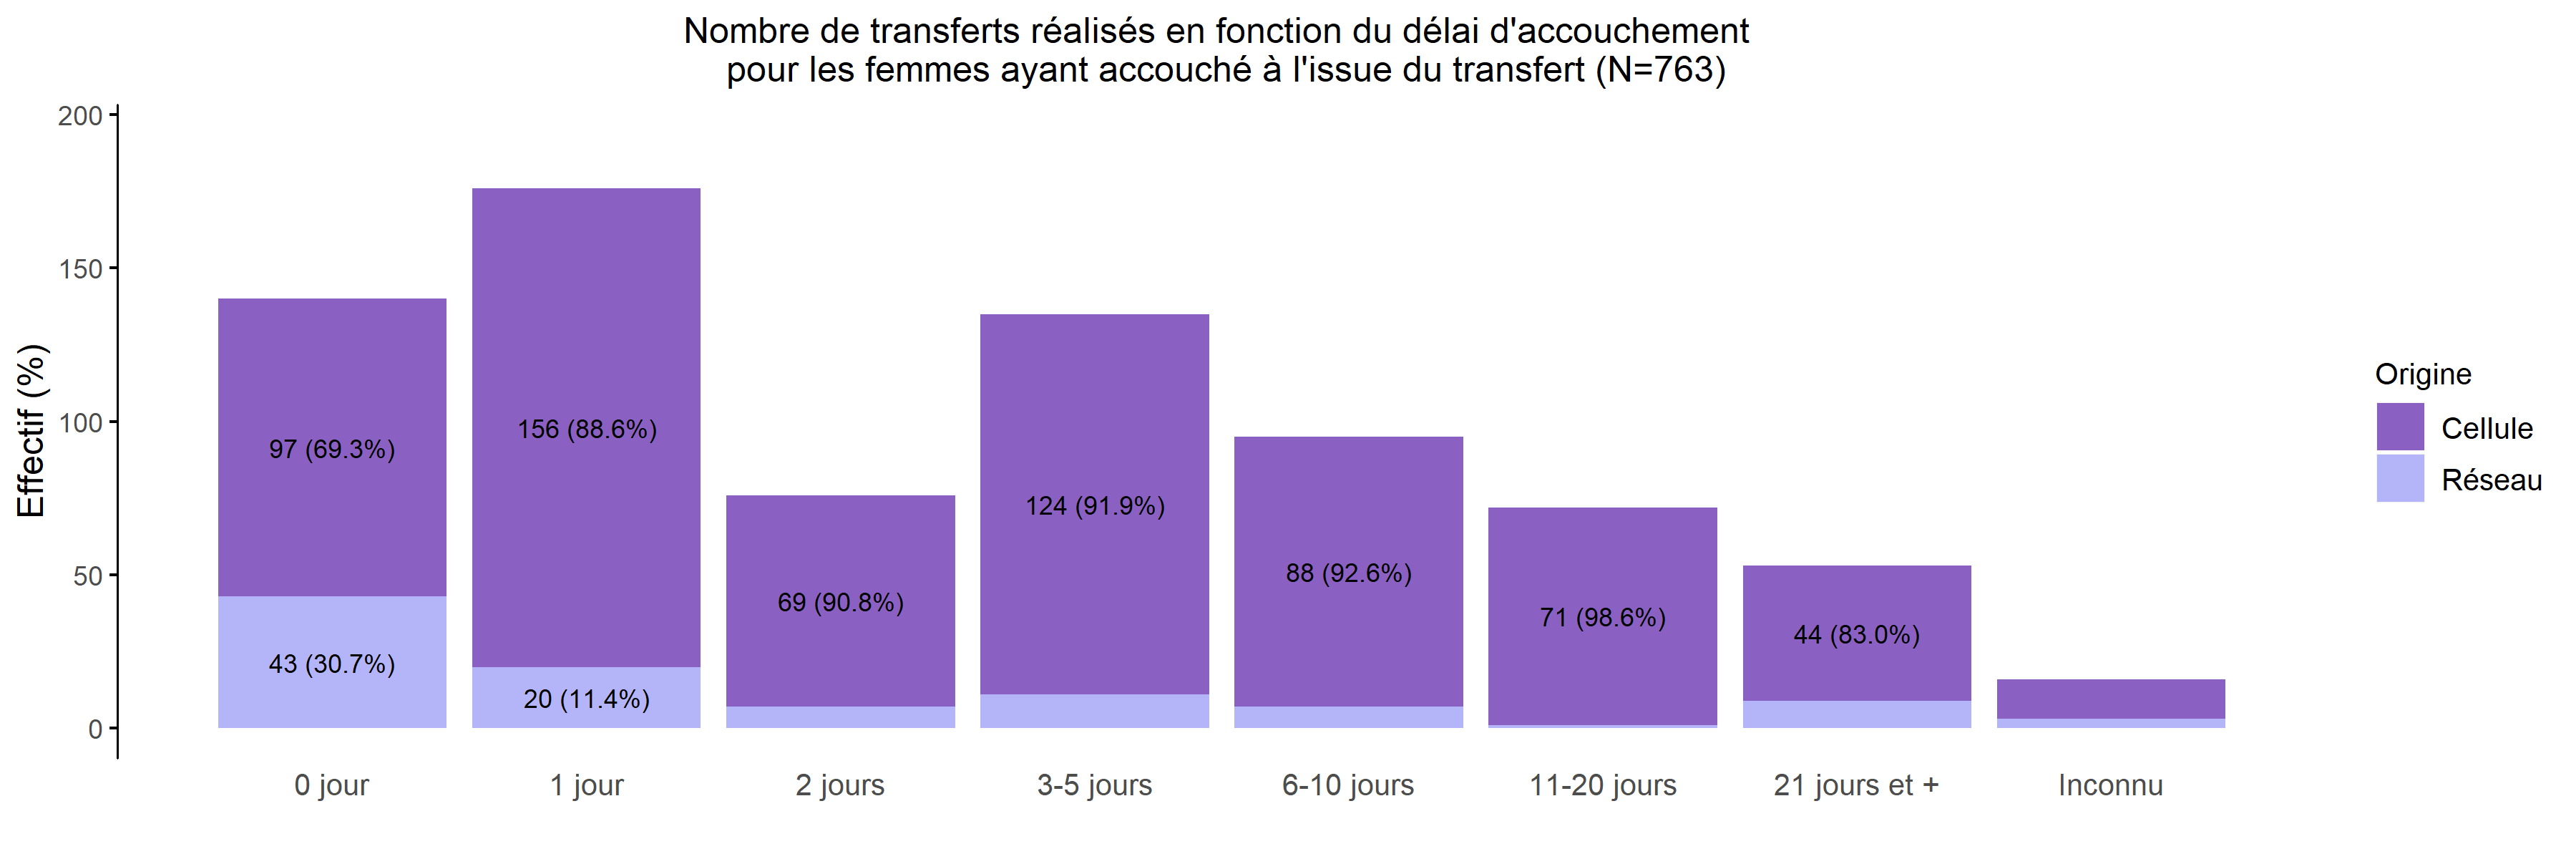 Nombre de transferts réalisés en fonction du délai d'accouchement
pour les femmes ayant accouché à l'issue du transfert (N=763)
Effectif (%)
200
150
100
50
0
97 (69.3%)
43 (30.7%)
156 (88.6%)
20 (11.4%)
69 (90.8%)
124 (91.9%)
88 (92.6%)
71 (98.6%)
44 (83.0%)
0 jour
1 jour
2 jours
3-5 jours
6-10 jours
11-20 jours
21 jours et +
Inconnu
Origine
Cellule
Réseau